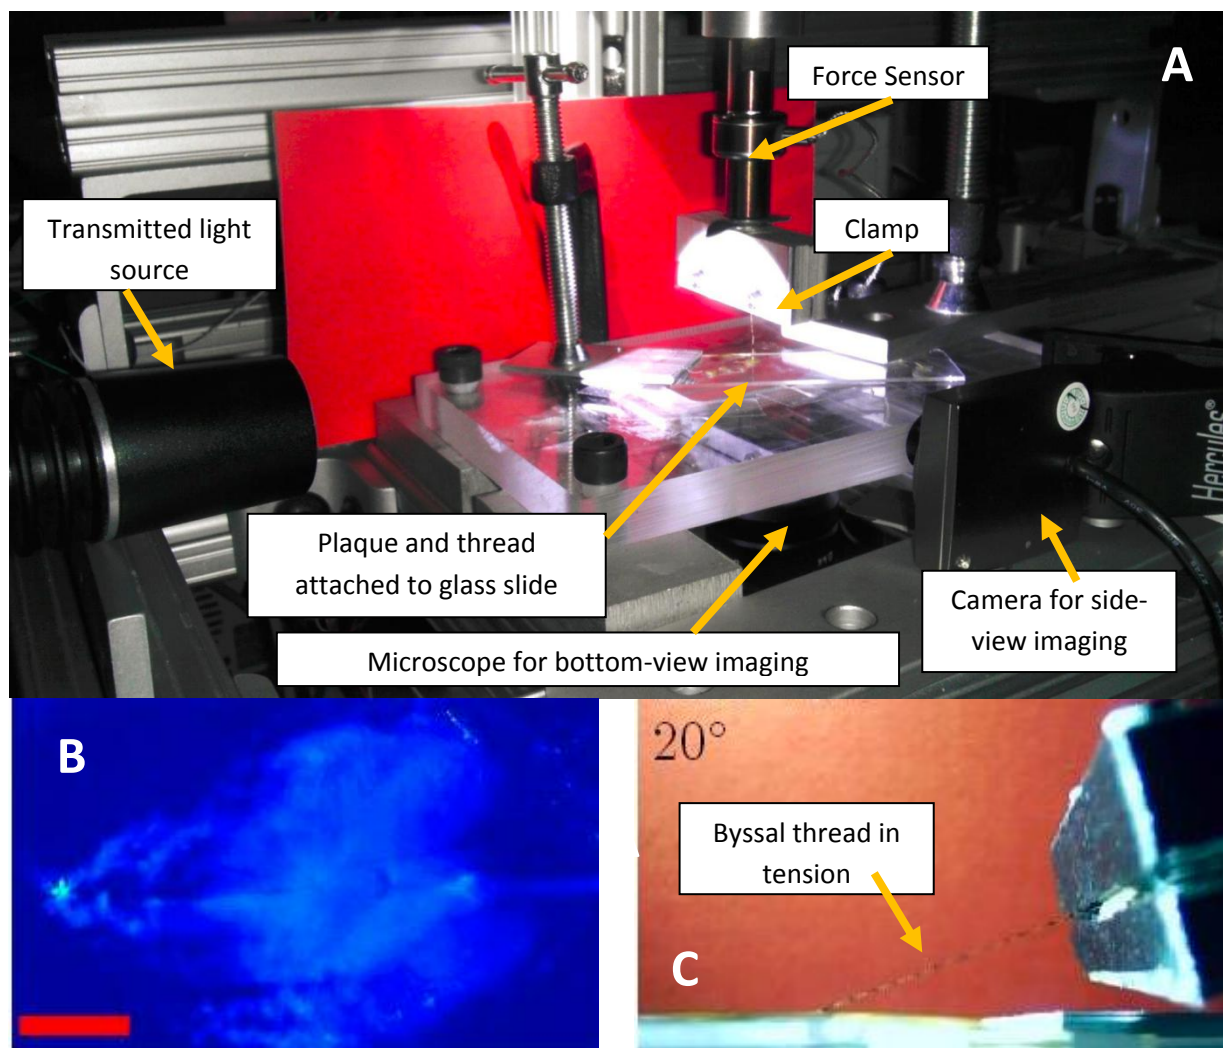 A
Force Sensor
Clamp
Transmitted light
source
Hercules®
Plaque and thread
attached to glass slide
Camera for side-
view imaging
Microscope for bottom-view imaging
B
20°
Byssal thread in
tension
C